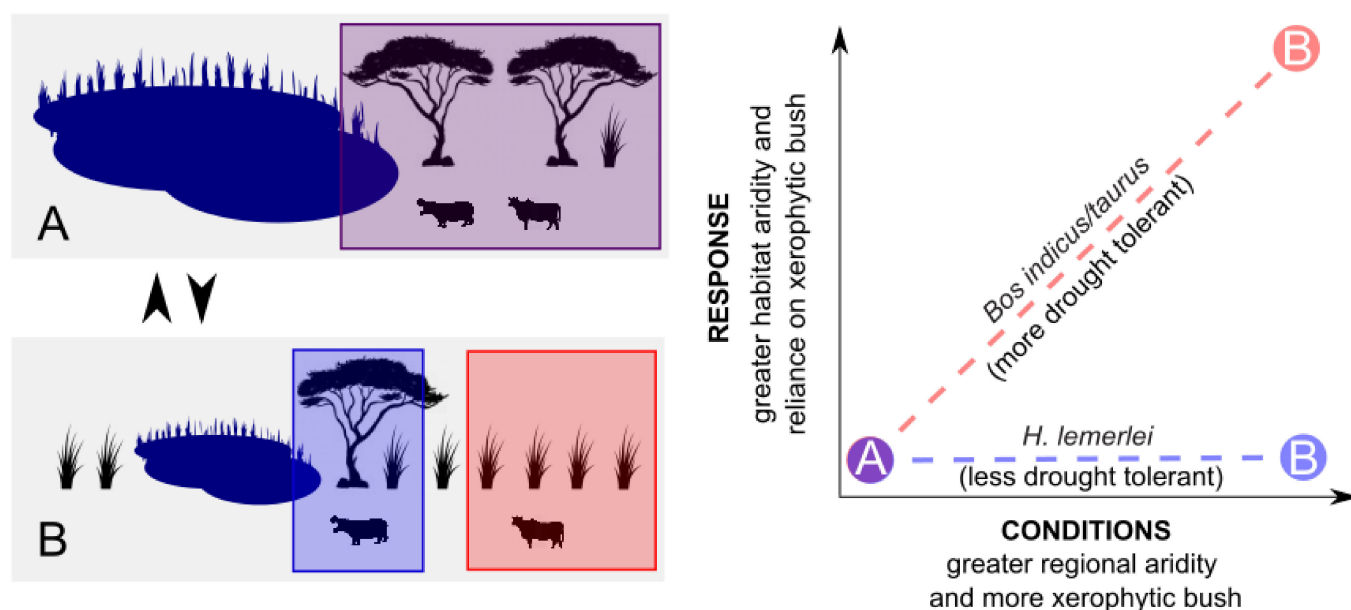 A
B
RESPONSE
greater habitat aridity and
reliance on xerophytic bush
B
Bos indicus/taurus
(more drought tolerant)
A
H. lemerlei
(less drought tolerant)
B
CONDITIONS
greater regional aridity
and more xerophytic bush